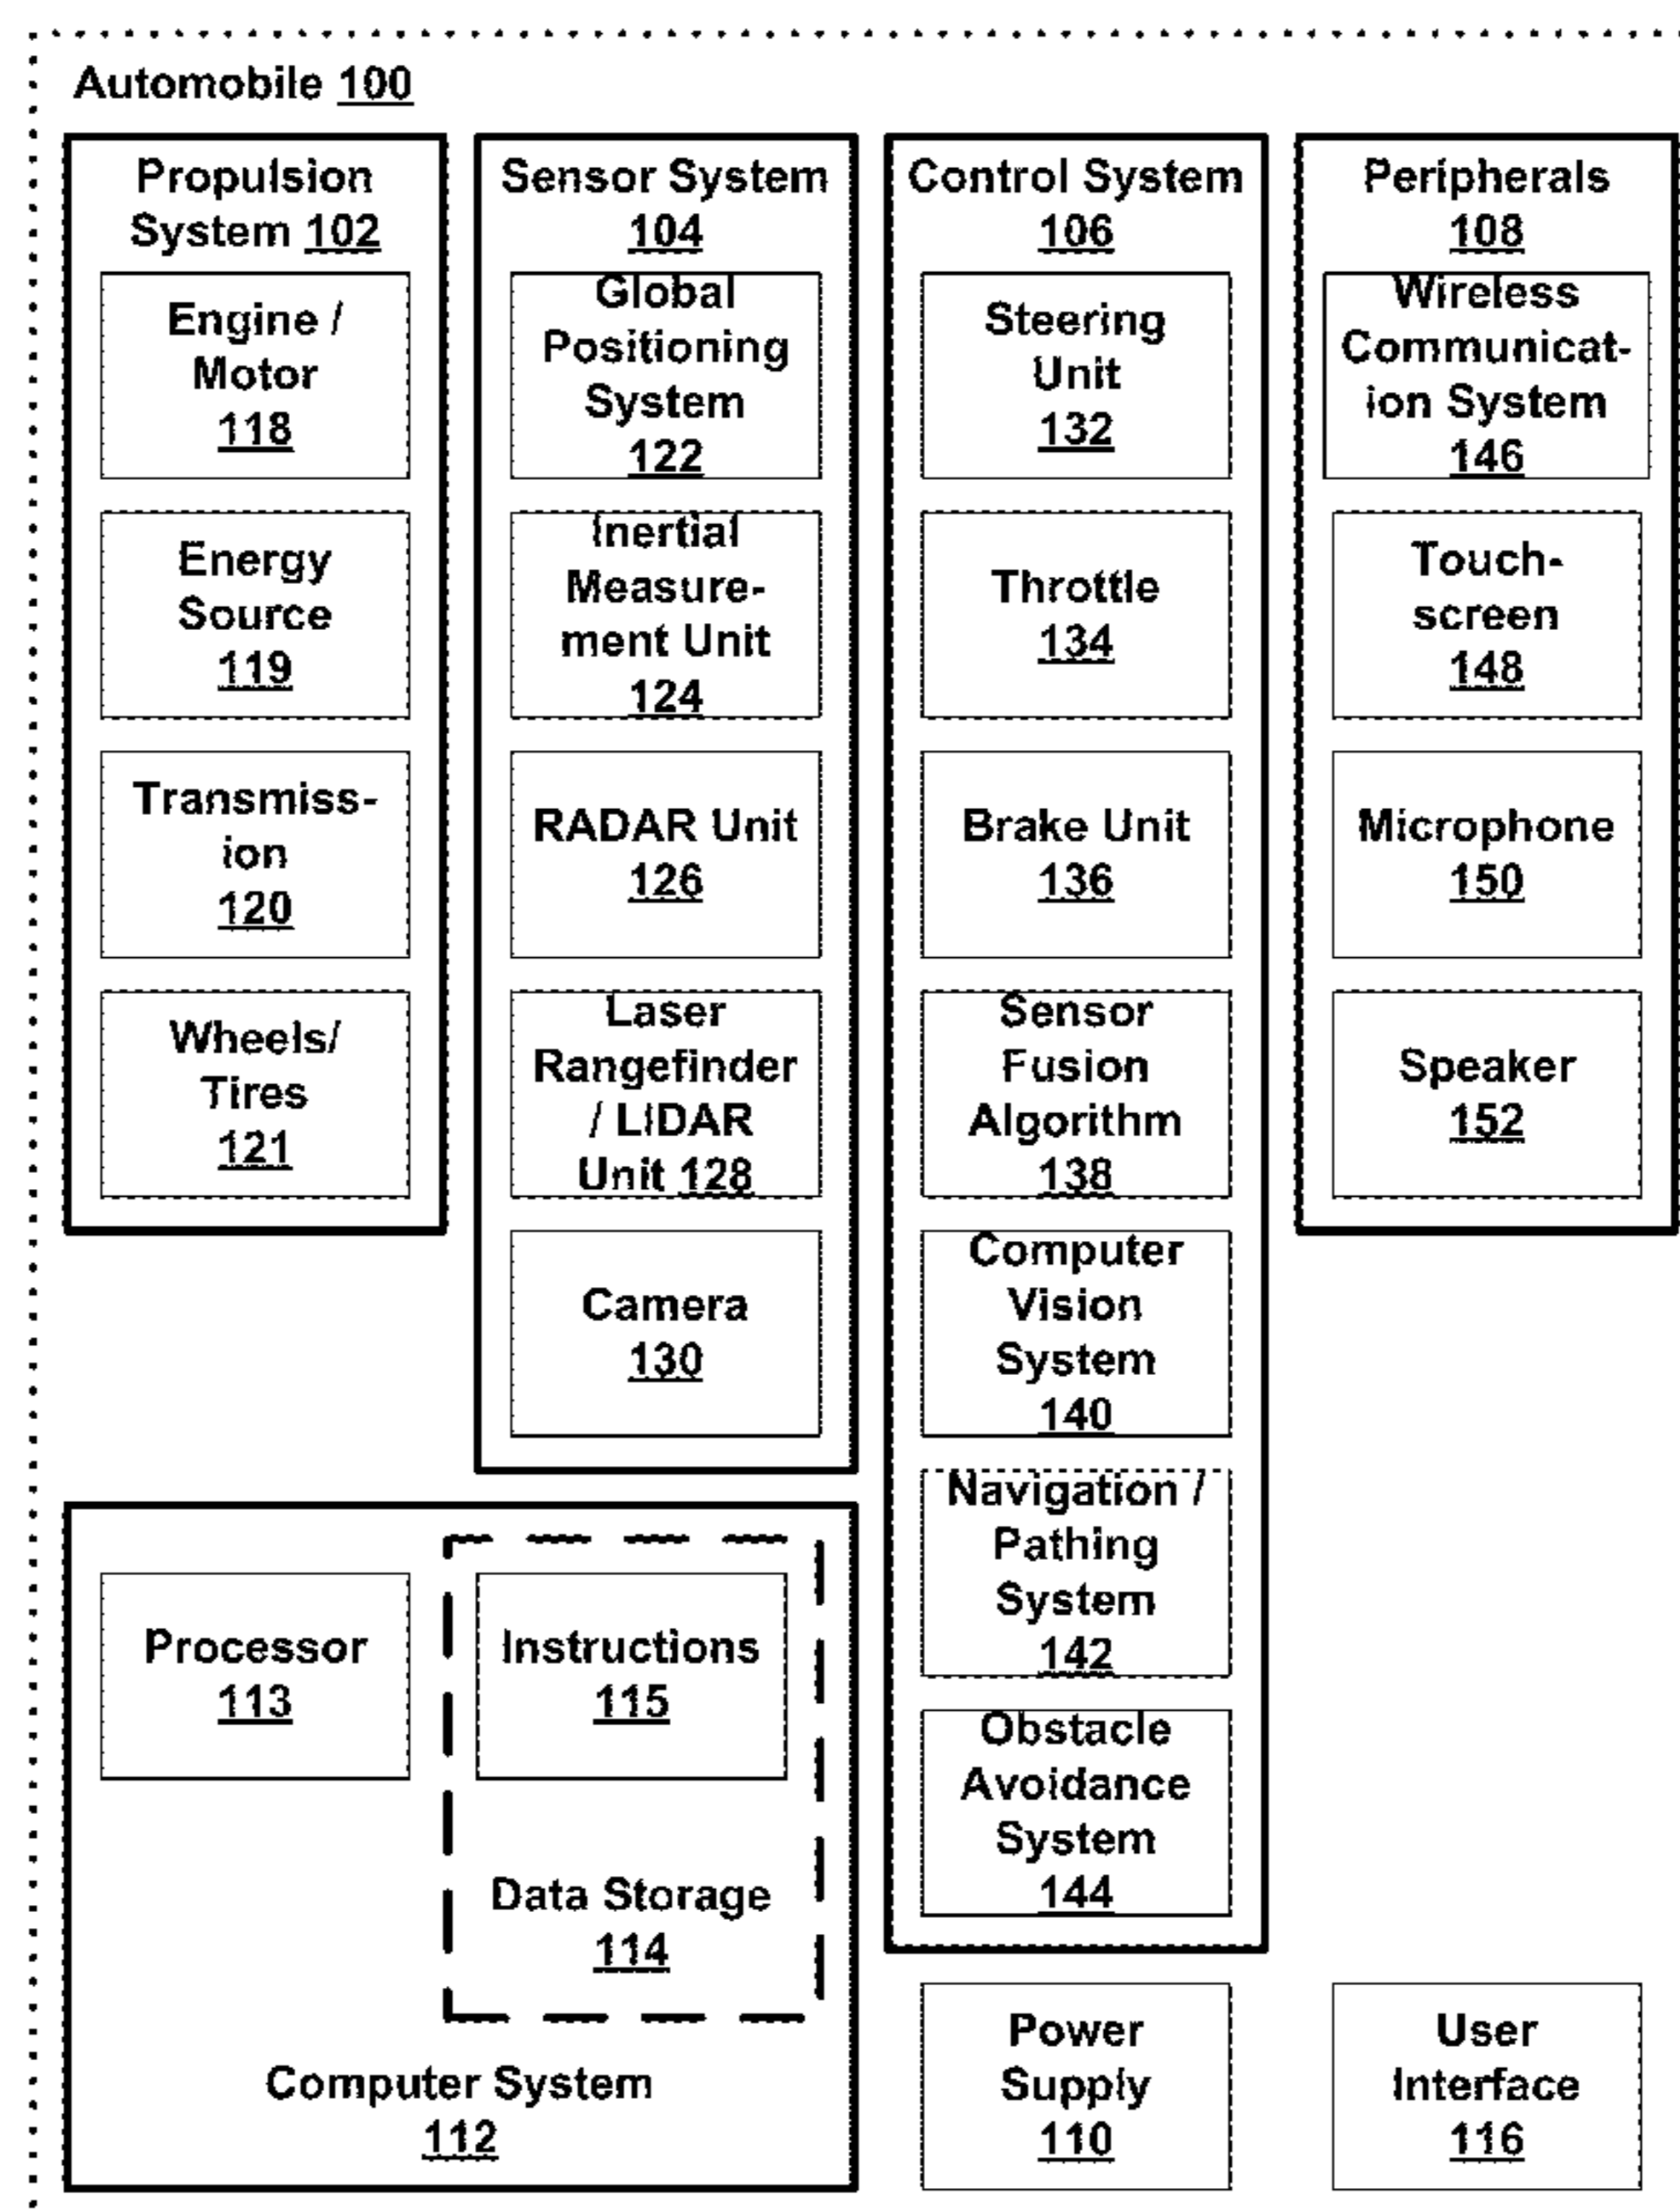 Automobile 100
Propulsion
System 102
Engine /
Motor
118
Energy
Source
119
Transmiss-
ion
120
Wheels/
Tires
121
Sensor System
104
Global
Positioning
System
122
Inertial
Measure-
ment Unit
124
RADAR Unit
126
Laser
Rangefinder
/ LIDAR
Unit 128
Camera
130
Control System
106
Steering
Unit
132
Throttle
134
Brake Unit
136
Sensor
Fusion
Algorithm
138
Computer
Vision
System
140
Navigation /
Pathing
System
142
Obstacle
Avoidance
System
144
Peripherals
108
Wireless
Communicat-
ion System
146
Touch-
screen
148
Microphone
150
Speaker
152
Processor
113
Instructions
115
Data Storage
114
Computer System
112
Power
Supply
110
User
Interface
116